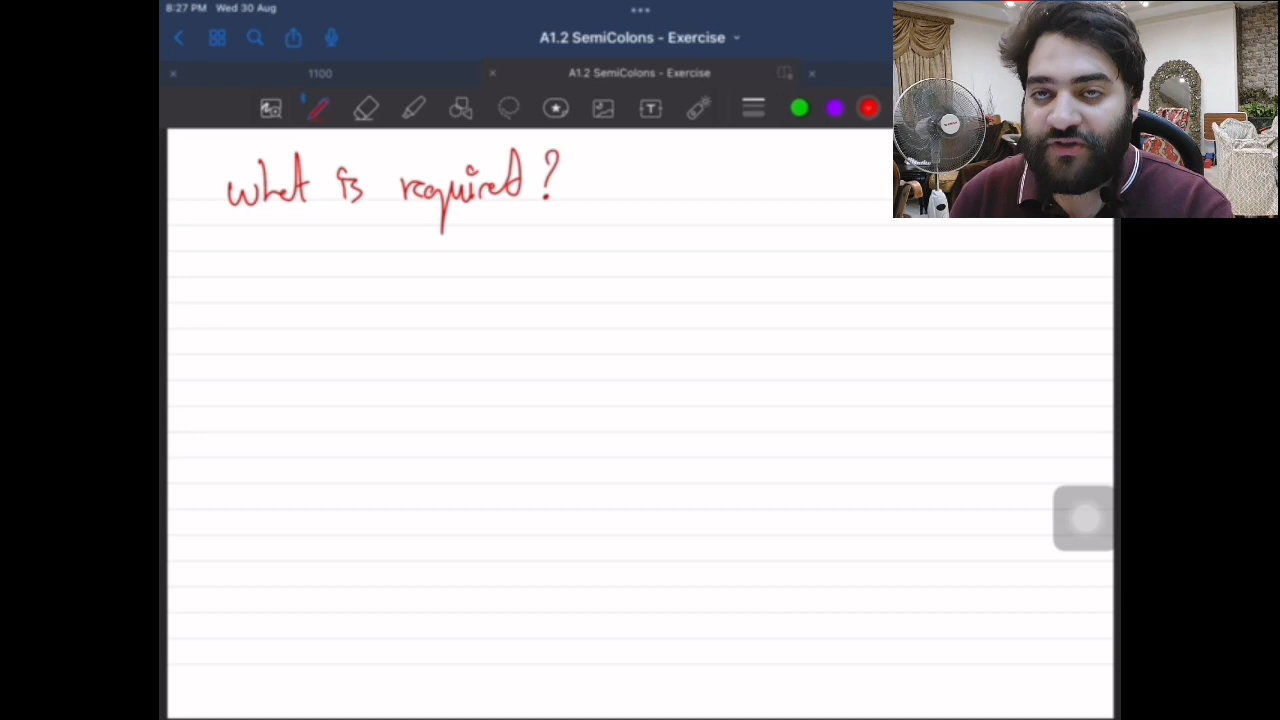 8:27 PM Wed 30 Aug
A1.2 SemiColons - Exercise
1100
A1.2 SemiColons - Exercise
What is required?